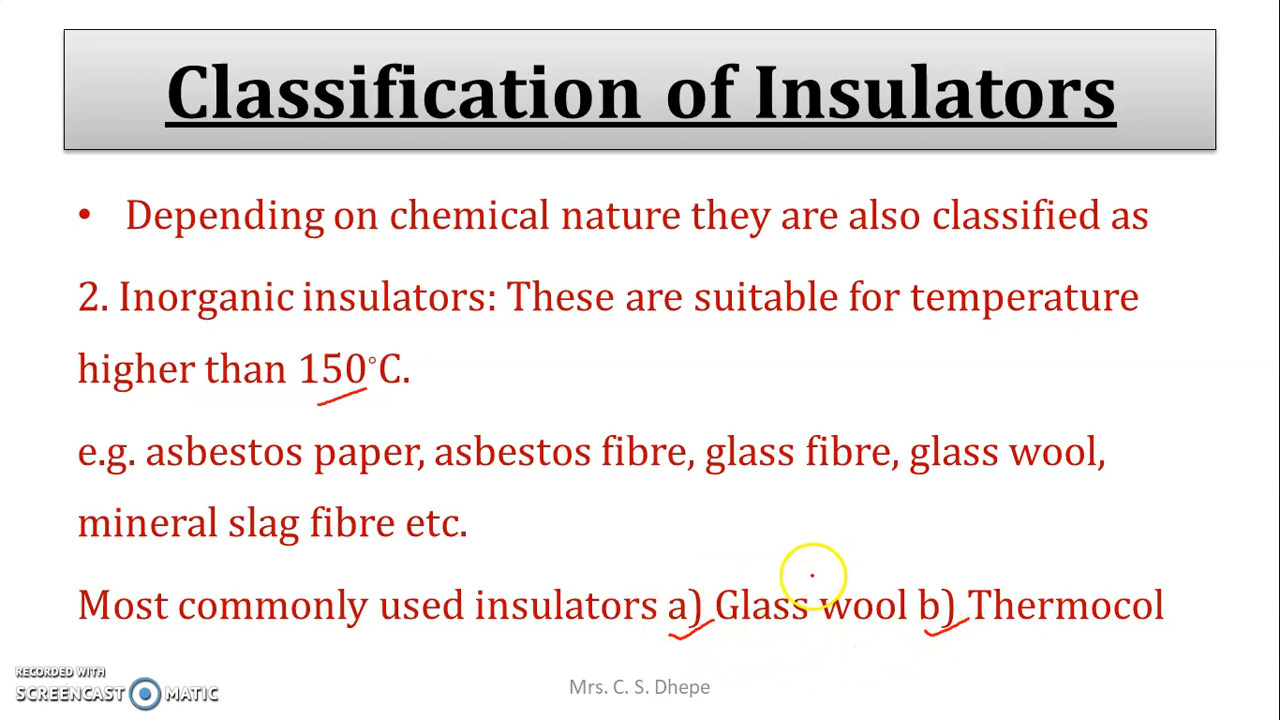 Classification of Insulators
• Depending on chemical nature they are also classified as
2. Inorganic insulators: These are suitable for temperature
higher than 150°C.
e.g. asbestos paper, asbestos fibre, glass fibre, glass wool,
mineral slag fibre etc.
Most commonly used insulators a) Glass wool b) Thermocol
RECORDED WITH
SCREENCAST MATIC
Mrs. C. S. Dhepe